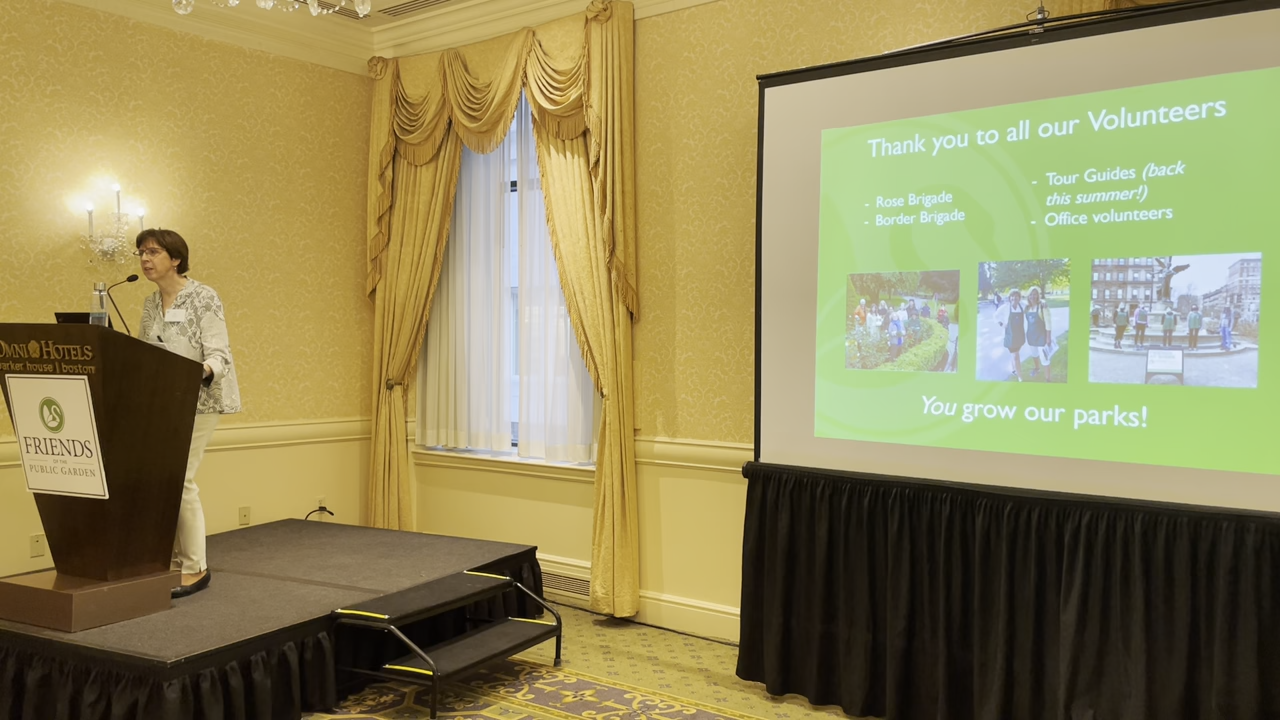 OMNI HOTELS
parker house | boston
FRIENDS
OF THE
PUBLIC GARDEN
Thank you to all our Volunteers
- Rose Brigade
- Border Brigade
- Tour Guides (back
this summer!)
- Office volunteers
You grow our parks!